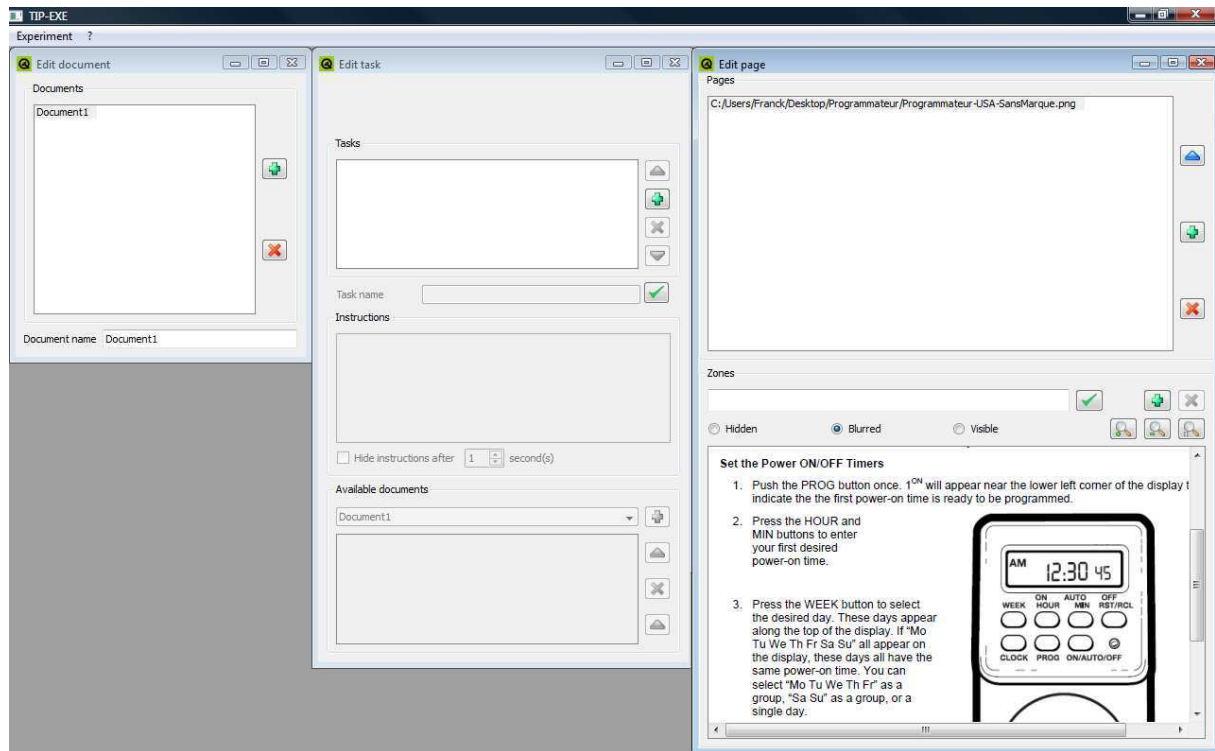 TIP-EXE
Experiment ?
Edit document
Documents
Document1
Document name Document1
Edit task
Tasks
Task name
Instructions
Hide instructions after 1 second(s)
Available documents
Document1
Edit page
Pages
C:/Users/Franck/Desktop/Programmateur/Programmateur-USA-SansMarque.png
Zones
Hidden Blurred Visible
Set the Power ON/OFF Timers
1. Push the PROG button once. 1ON will appear near the lower left corner of the display t
indicate the the first power-on time is ready to be programmed.
2. Press the HOUR and
MIN buttons to enter
your first desired
power-on time.
3. Press the WEEK button to select
the desired day. These days appear
along the top of the display. If “Mo
Tu We Th Fr Sa Su” all appear on
the display, these days all have the
same power-on time. You can
select “Mo Tu We Th Fr” as a
group, “Sa Su” as a group, or a
single day.
AM 12:30 45
ON AUTO OFF
WEEK HOUR MIN RST/RCL
CLOCK PROG ON/AUTO/OFF